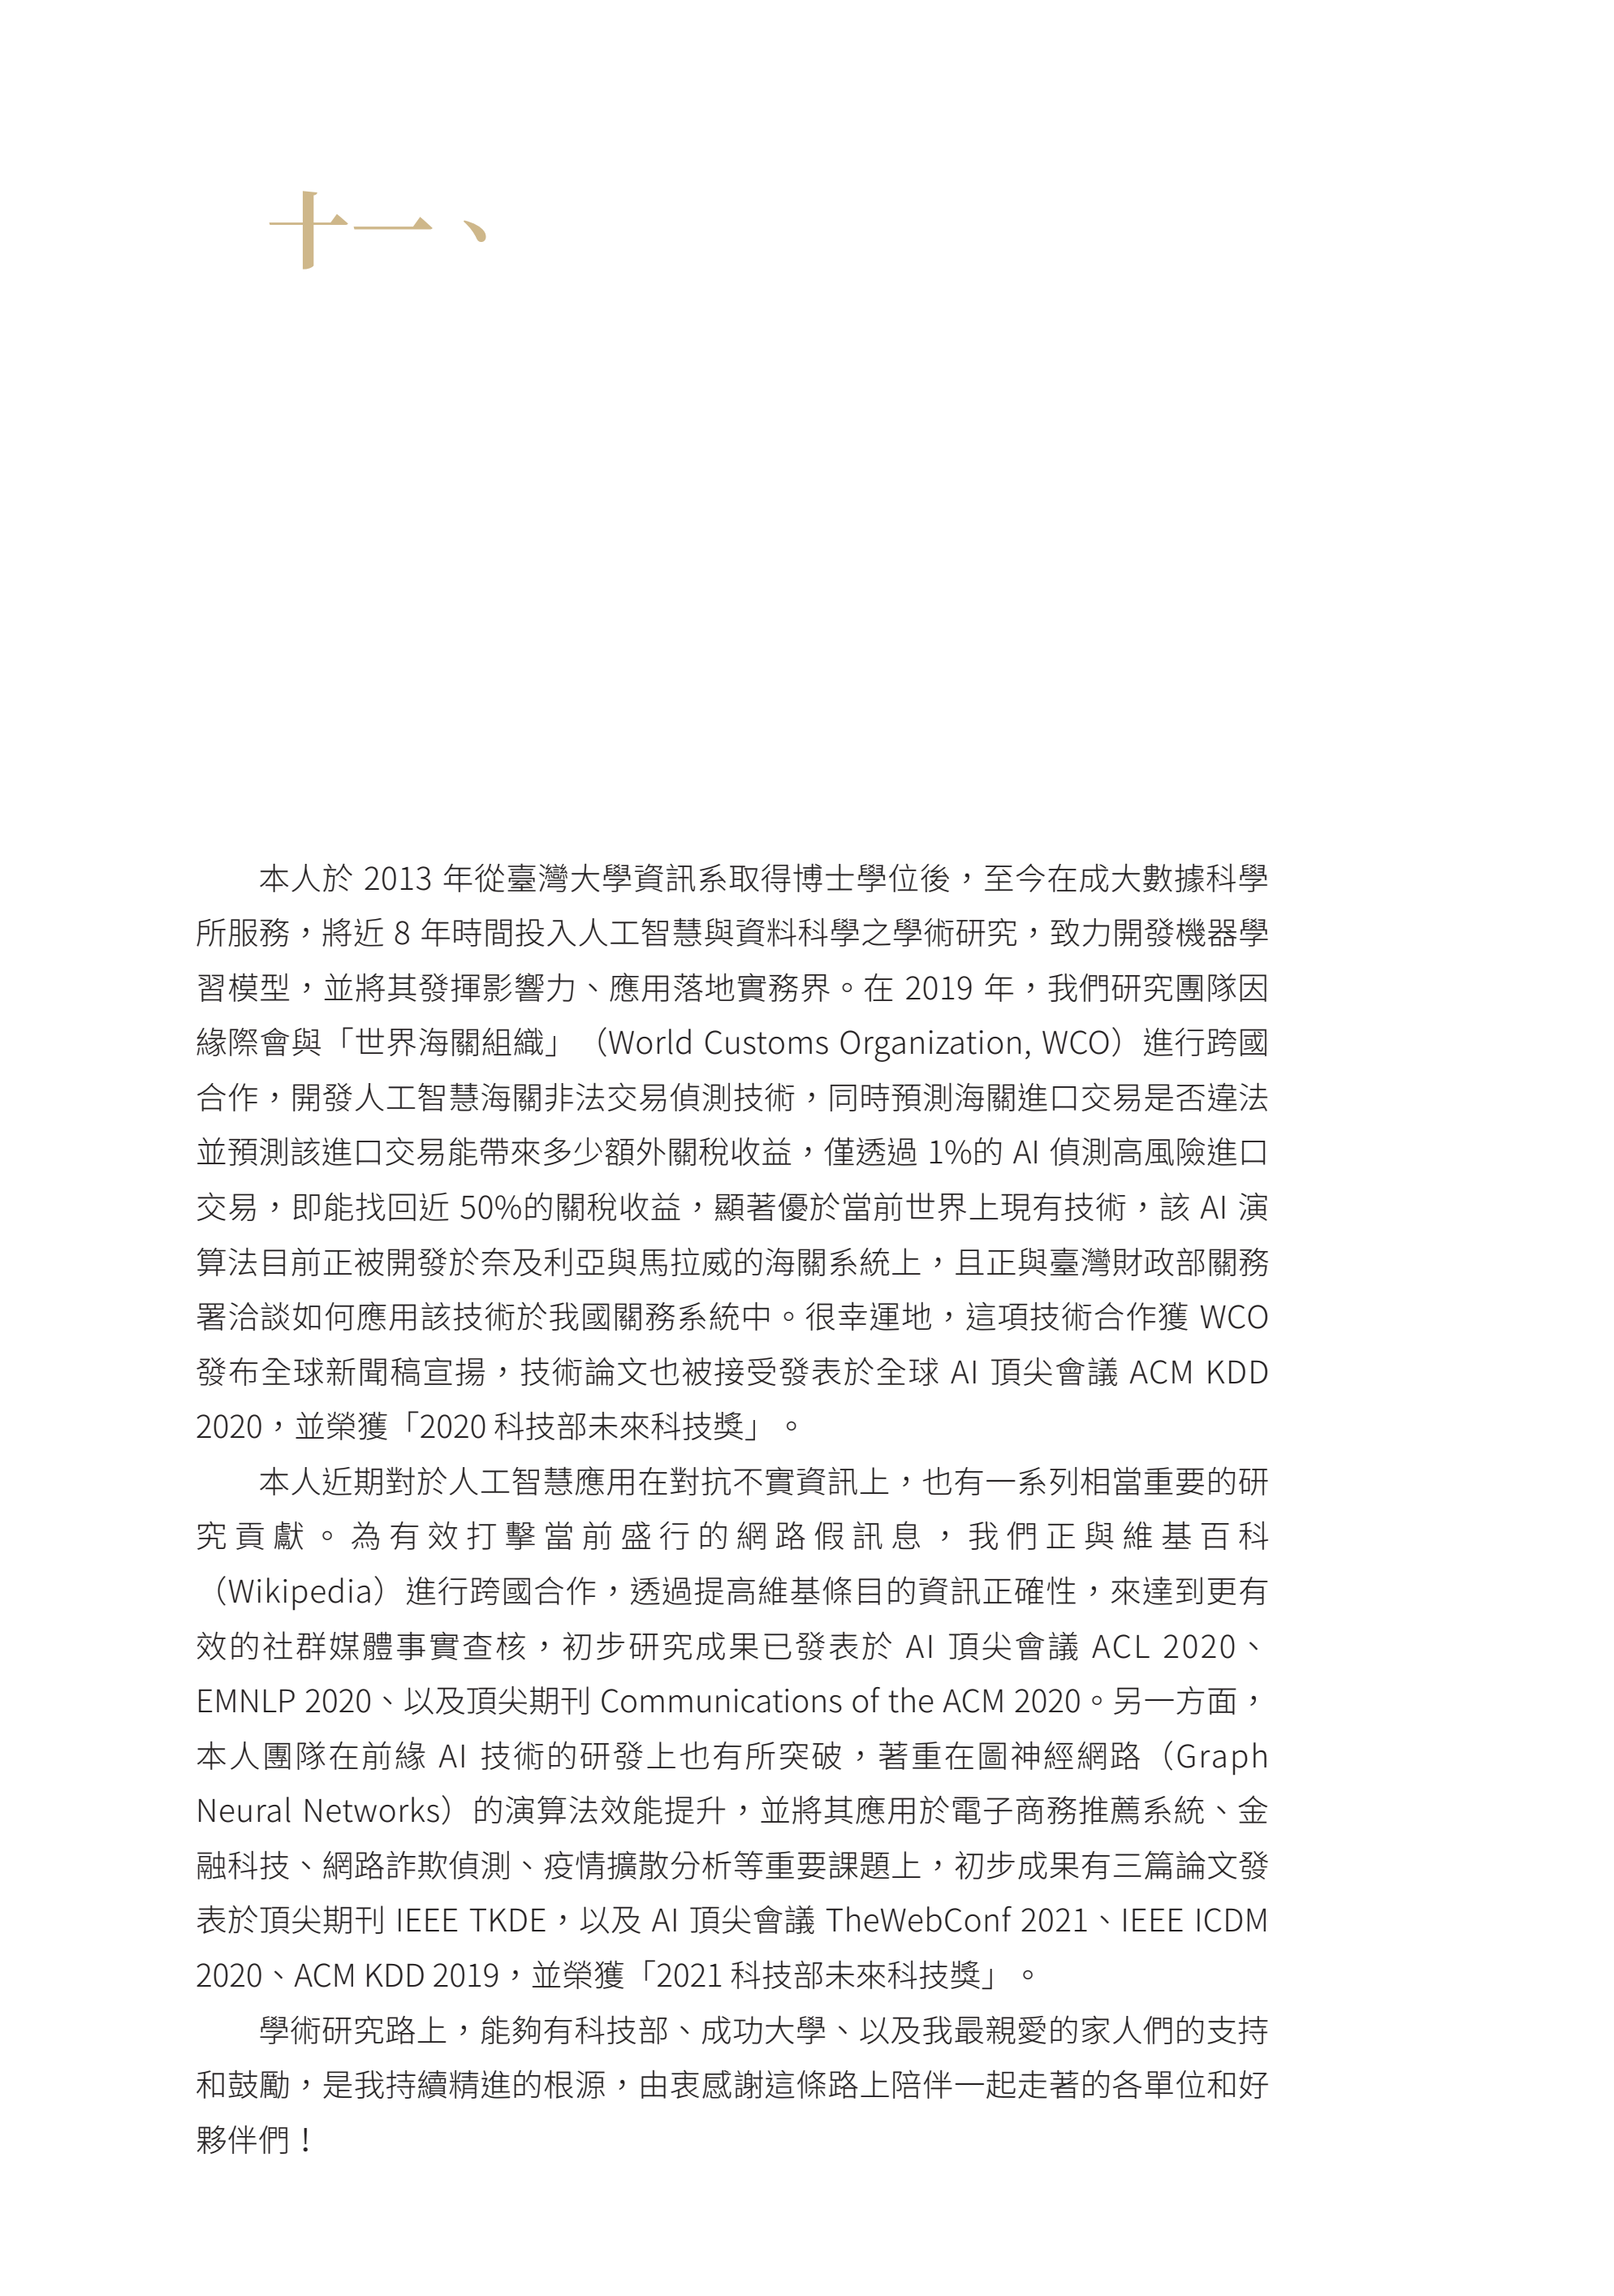 十一、
本人於 2013 年從臺灣大學資訊系取得博士學位後，至今在成大數據科學
所服務，將近 8 年時間投入人工智慧與資料科學之學術研究，致力開發機器學
習模型，並將其發揮影響力、應用落地實務界。在 2019 年，我們研究團隊因
緣際會與「世界海關組織」（World Customs Organization, WCO）進行跨國
合作，開發人工智慧海關非法交易偵測技術，同時預測海關進口交易是否違法
並預測該進口交易能帶來多少額外關稅收益，僅透過 1%的 AI 偵測高風險進口
交易，即能找回近 50%的關稅收益，顯著優於當前世界上現有技術，該 AI 演
算法目前正被開發於奈及利亞與馬拉威的海關系統上，且正與臺灣財政部關務
署洽談如何應用該技術於我國關務系統中。很幸運地，這項技術合作獲 WCO
發布全球新聞稿宣揚，技術論文也被接受發表於全球 AI 頂尖會議 ACM KDD
2020，並榮獲「2020 科技部未來科技獎」。
本人近期對於人工智慧應用在對抗不實資訊上，也有一系列相當重要的研
究貢獻。為有效打擊當前盛行的網路假訊息，我們正與維基百科
（Wikipedia）進行跨國合作，透過提高維基條目的資訊正確性，來達到更有
效的社群媒體事實查核，初步研究成果已發表於 AI 頂尖會議 ACL 2020、
EMNLP 2020、以及頂尖期刊 Communications of the ACM 2020。另一方面，
本人團隊在前緣 AI 技術的研發上也有所突破，著重在圖神經網路（Graph
Neural Networks）的演算法效能提升，並將其應用於電子商務推薦系統、金
融科技、網路詐欺偵測、疫情擴散分析等重要課題上，初步成果有三篇論文發
表於頂尖期刊 IEEE TKDE，以及 AI 頂尖會議 TheWebConf 2021、IEEE ICDM
2020、ACM KDD 2019，並榮獲「2021 科技部未來科技獎」。
學術研究路上，能夠有科技部、成功大學、以及我最親愛的家人們的支持
和鼓勵，是我持續精進的根源，由衷感謝這條路上陪伴一起走著的各單位和好
夥伴們！